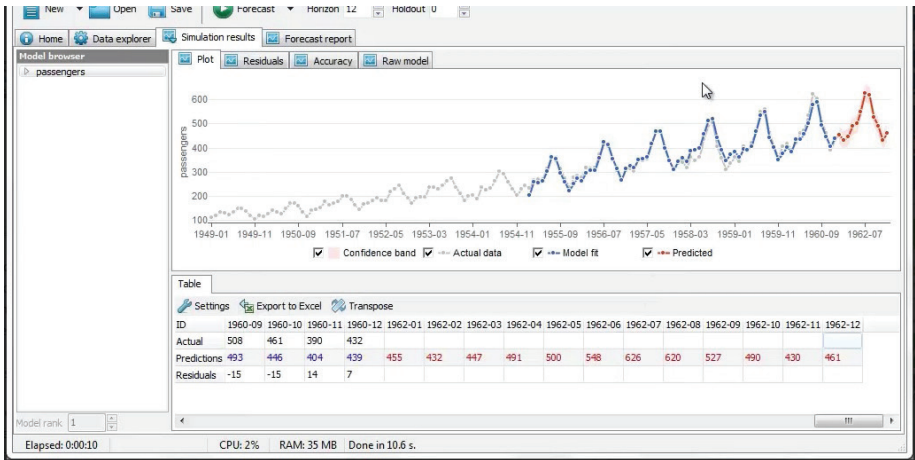 New Open Save Forecast Horizon 12 Holdout 0
Home Data explorer Simulation results Forecast report
Model browser
passengers
Plot Residuals Accuracy Raw model
passengers
600
500
400
300
200
100
1949-01 1949-11 1950-09 1951-07 1952-05 1953-03 1954-01 1954-11 1955-09 1956-07 1957-05 1958-03 1959-01 1959-11 1960-09 1962-07
Confidence band Actual data Model fit Predicted
Table
Settings Export to Excel Transpose
ID 1960-09 1960-10 1960-11 1960-12 1962-01 1962-02 1962-03 1962-04 1962-05 1962-06 1962-07 1962-08 1962-09 1962-10 1962-11 1962-12
Actual 508 461 390 432
Predictions 493 446 404 439 455 432 447 491 500 548 626 620 527 490 430 461
Residuals -15 -15 14 7
Model rank 1
Elapsed: 0:00:10 CPU: 2% RAM: 35 MB Done in 10.6 s.